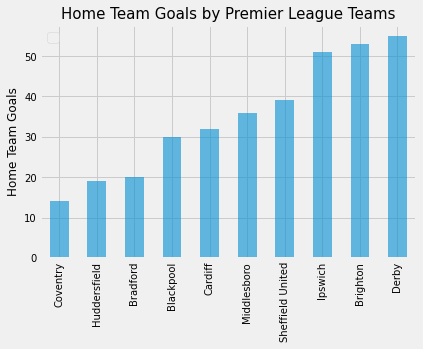 Home Team Goals by Premier League Teams
Home Team Goals
50
40
30
20
10
0
Coventry
Huddersfield
Bradford
Blackpool
Cardiff
Middlesboro
Sheffield United
Ipswich
Brighton
Derby